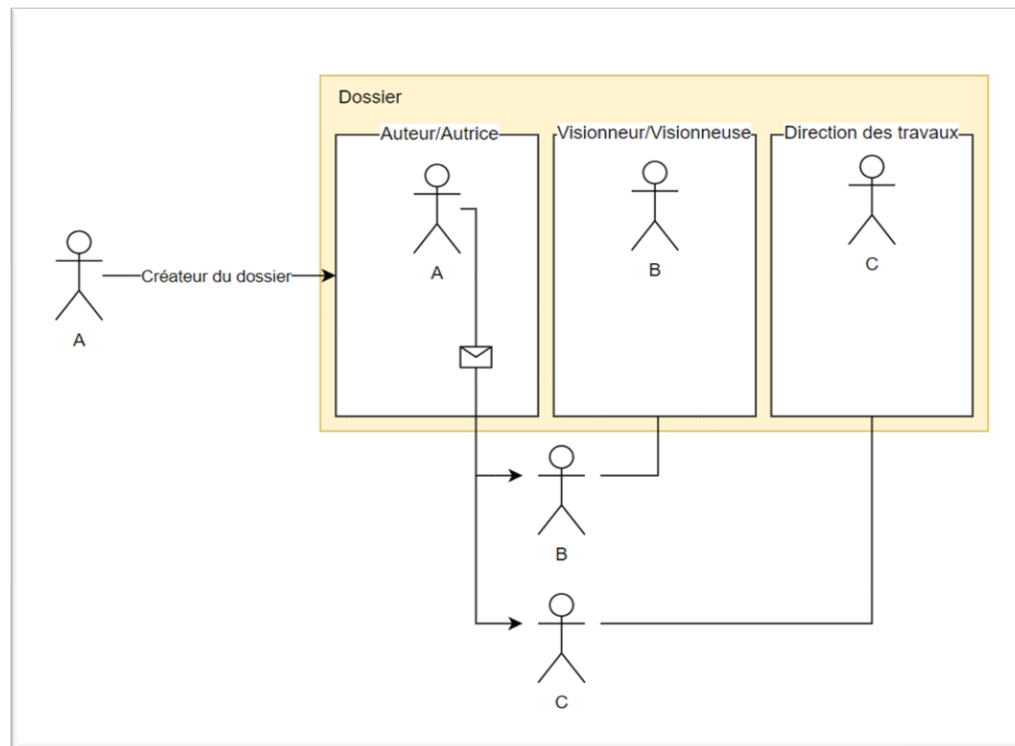 Dossier
Auteur/Autrice
Visionneur/Visionneuse
Direction des travaux
A
B
C
Créateur du dossier
A
B
C